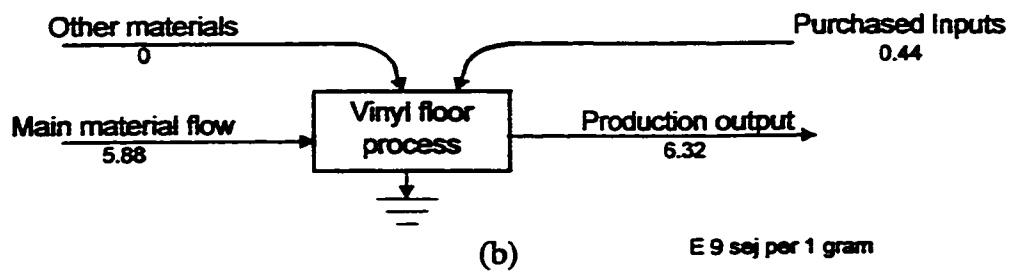 Other materials
0
Purchased Inputs
0.44
Main material flow
5.88
Vinyl floor
process
Production output
6.32
(b)
E 9 sej per 1 gram